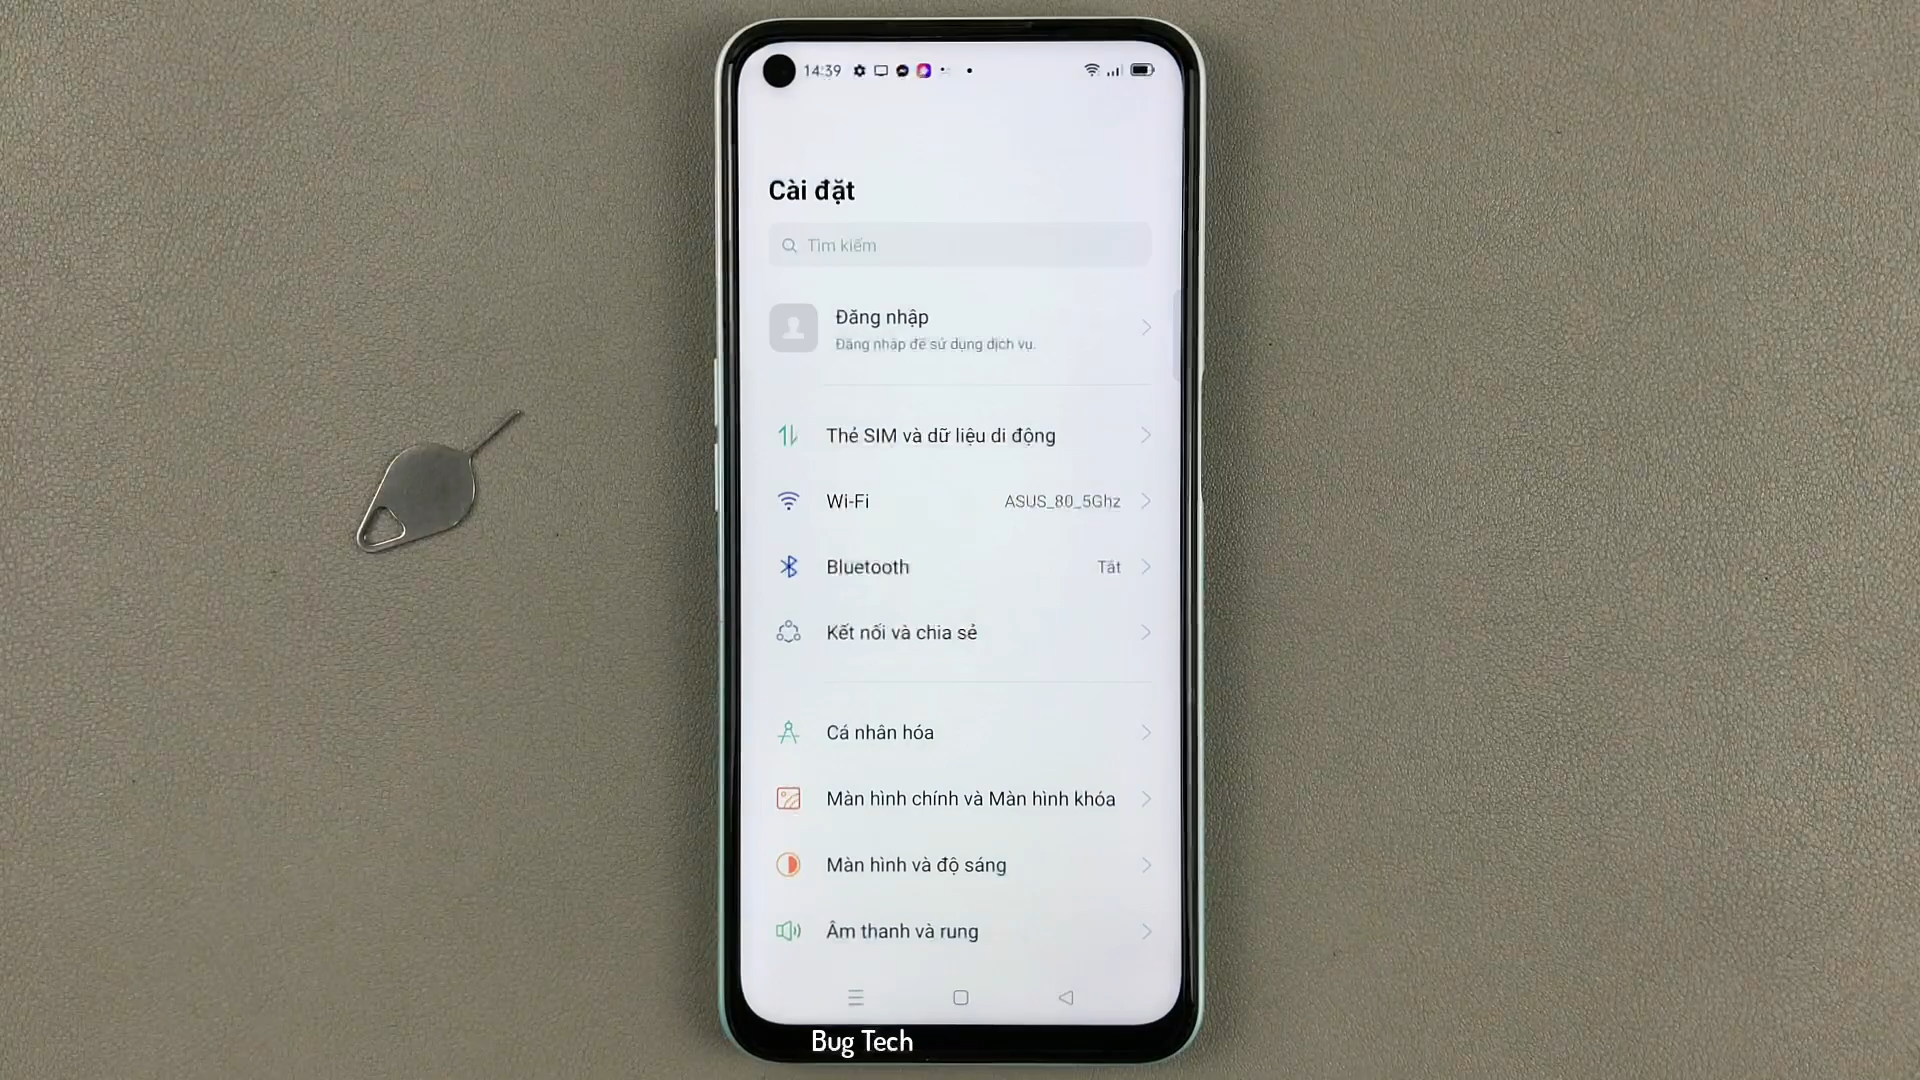 14:39
Cài đặt
Tìm kiếm
Đăng nhập
Đăng nhập để sử dụng dịch vụ.
Thẻ SIM và dữ liệu di động
Wi-Fi ASUS_80_5Ghz
Bluetooth Tắt
Kết nối và chia sẻ
Cá nhân hóa
Màn hình chính và Màn hình khóa
Màn hình và độ sáng
Âm thanh và rung
Bug Tech